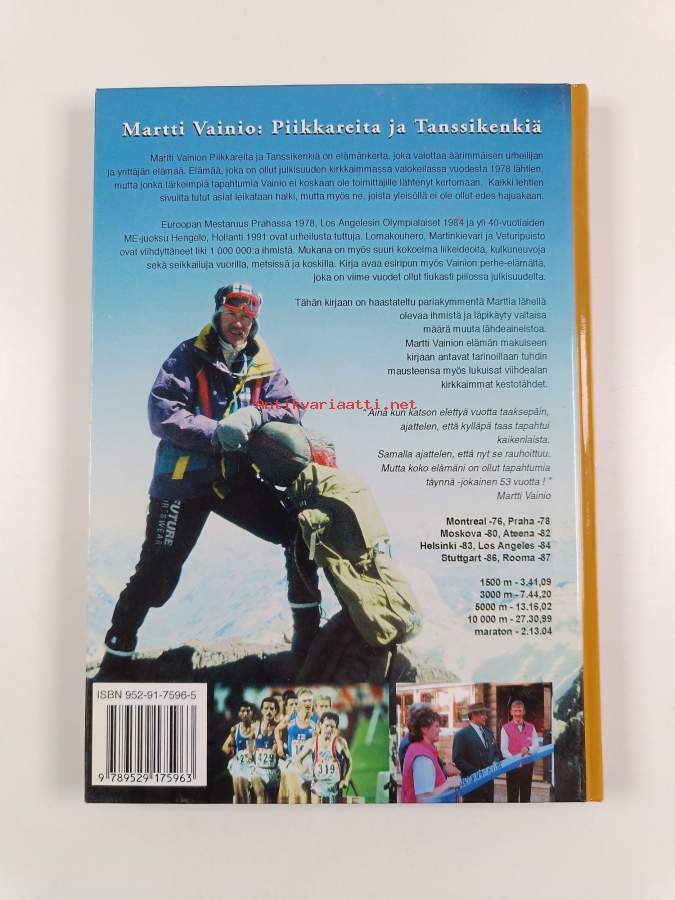 Martti Vainio: Piikkareita ja Tanssikenkiä
Martti Vainion Piikkareita ja Tanssikenkiä on elämänkerta, joka valottaa äärimmäisen urheilijan
ja yrittäjän elämää. Elämää, joka on ollut julkisuuden kirkkaimmassa valokeilassa vuodesta 1978 lähtien,
mutta jonka tärkeimpiä tapahtumia Vainio ei koskaan ole toimittajille lähtenyt kertomaan. Kaikki lehtien
sivuilta tutut asiat leikataan halki, mutta myös ne, joista yleisöllä ei ole ollut edes hajuakaan.
Euroopan Mestaruus Prahassa 1978, Los Angelesin Olympialaiset 1984 ja yli 40-vuotiaiden
ME-juoksu Hengelo, Hollanti 1991 ovat urheilusta tuttuja. Lomakouhero, Martinkievari ja Veturipuisto
ovat viihdyttäneet liki 1 000 000:a ihmistä. Mukana on myös suuri kokoelma liikeideoita, kulkuneuvoja
sekä seikkailuja vuorilla, metsissä ja koskilla. Kirja avaa esiripun myös Vainion perhe-elämältä,
joka on viime vuodet ollut tiukasti piilossa julkisuudelta.
Tähän kirjaan on haastateltu pariakymmentä Marttia lähellä
olevaa ihmistä ja läpikäyty valtaisa
määrä muuta lähdeaineistoa.
Martti Vainion elämän makuiseen
kirjaan antavat tarinoillaan tuhdin
mausteensa myös lukuisat viihdealan
kirkkaimmat kestotähdet.
Antikvariaatti.net
"Aina kun katson elettyä vuotta taaksepäin,
ajattelen, että kylläpä taas tapahtui
kaikenlaista.
Samalla ajattelen, että nyt se rauhoittuu.
Mutta koko elämäni on ollut tapahtumia
täynnä -jokainen 53 vuotta !"
Martti Vainio
Montreal -76, Praha -78
Moskova -80, Ateena -82
Helsinki -83, Los Angeles -84
Stuttgart -86, Rooma -87
1500 m - 3.41,09
3000 m - 7.44,20
5000 m - 13.16,02
10 000 m - 27.30,99
maraton - 2.13.04
FUTURE
ISBN 952-91-7596-5
9 789529 175963
319